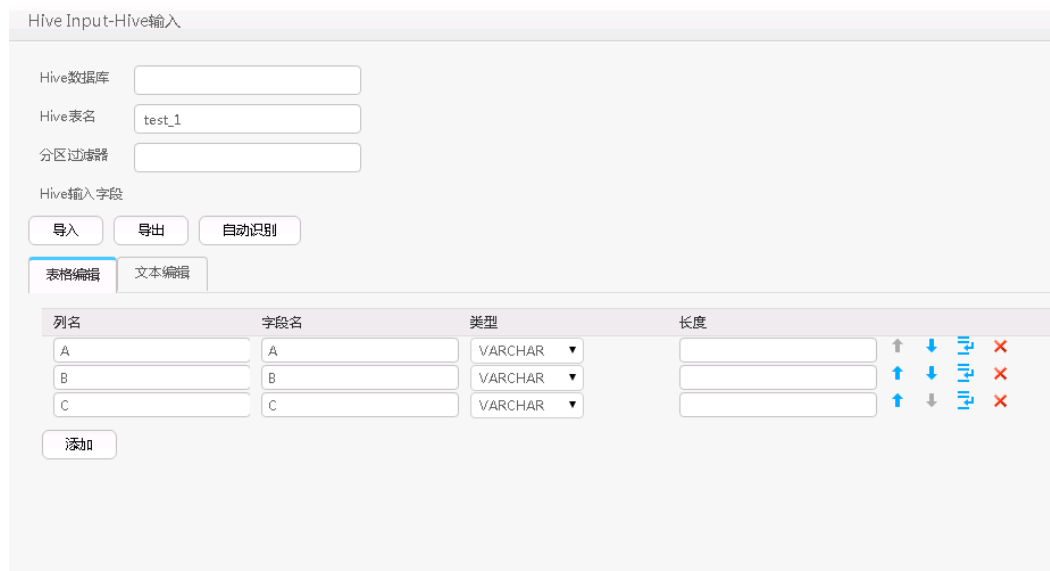 Hive Input-Hive输入
Hive数据库
Hive表名 test_1
分区过滤器
Hive输入字段
导入 导出 自动识别
表格编辑 文本编辑
列名 字段名 类型 长度
A A VARCHAR
B B VARCHAR
C C VARCHAR
添加